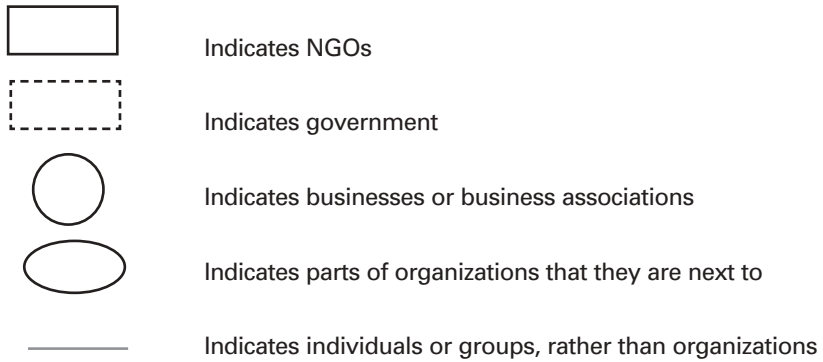 Indicates NGOs
Indicates government
Indicates businesses or business associations
Indicates parts of organizations that they are next to
Indicates individuals or groups, rather than organizations